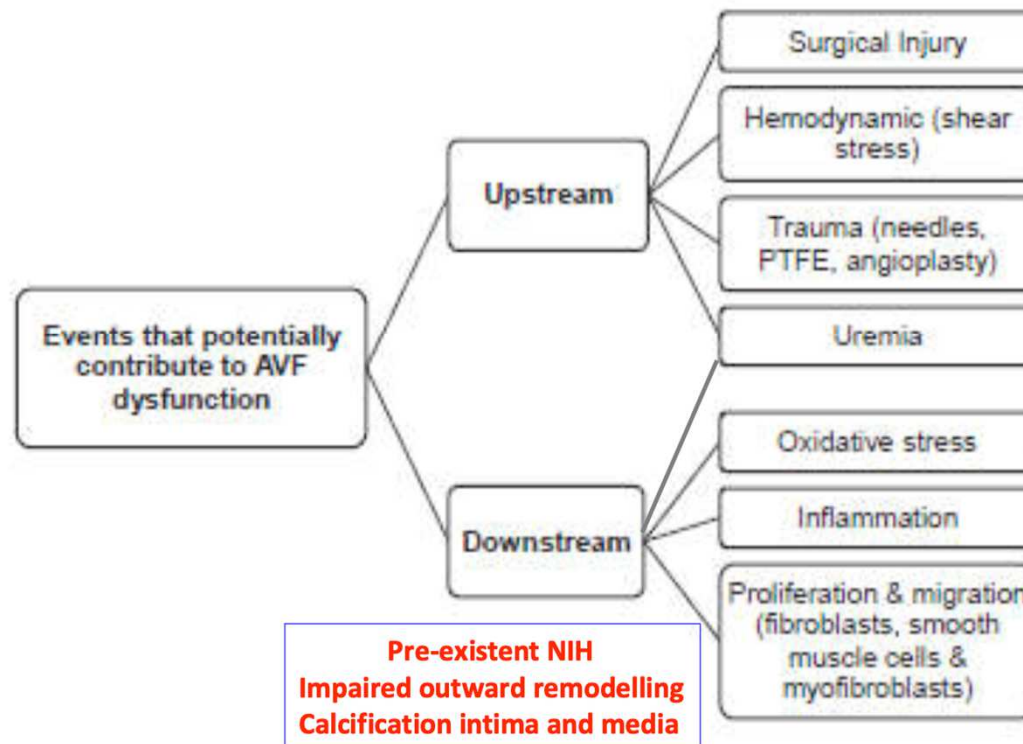 Surgical Injury
Hemodynamic (shear
stress)
Upstream
Trauma (needles,
PTFE, angioplasty)
Events that potentially
contribute to AVF
dysfunction
Uremia
Oxidative stress
Downstream
Inflammation
Proliferation & migration
(fibroblasts, smooth
muscle cells &
myofibroblasts)
Pre-existent NIH
Impaired outward remodelling
Calcification intima and media